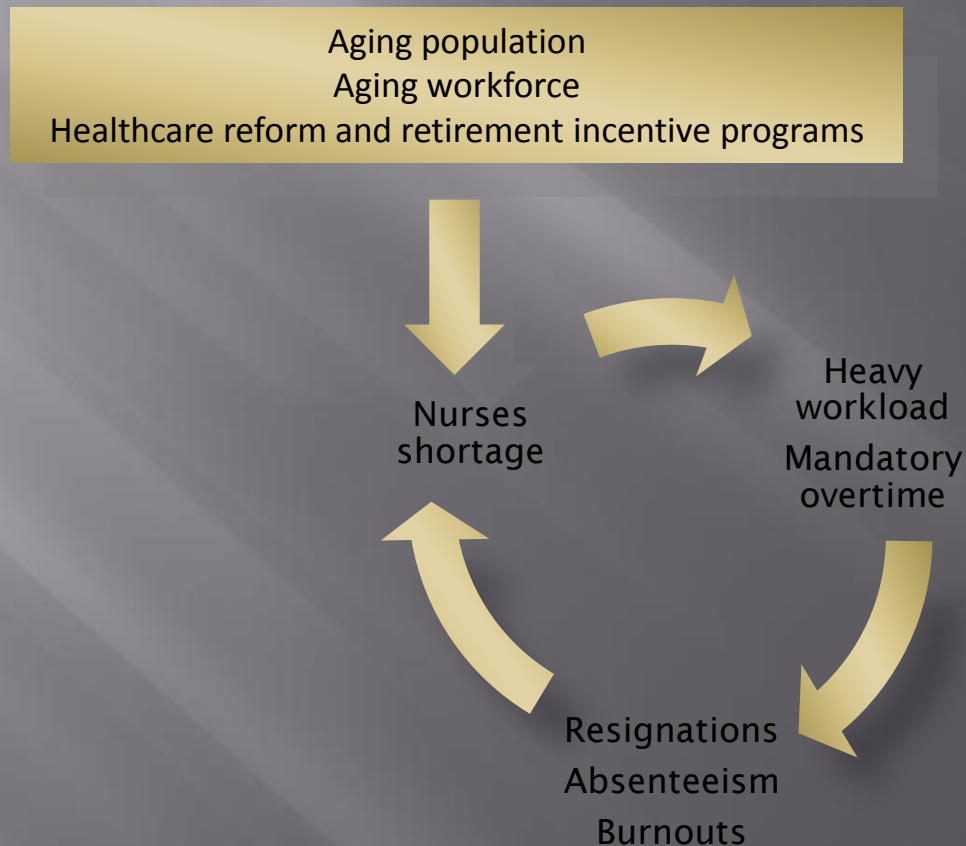 Aging population
Aging workforce
Healthcare reform and retirement incentive programs
Nurses
shortage
Heavy
workload
Mandatory
overtime
Resignations
Absenteeism
Burnouts